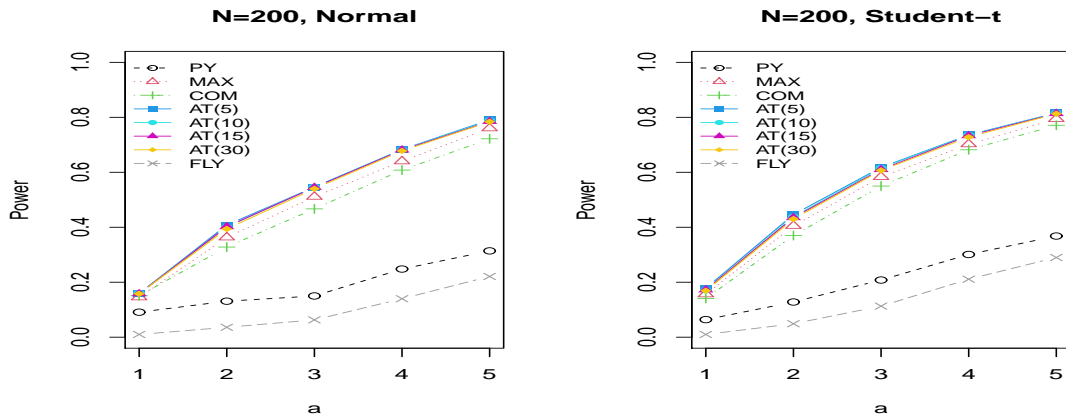 N=200, Normal
Power
1.0
0.8
0.6
0.4
0.2
0.0
PY
MAX
COM
AT(5)
AT(10)
AT(15)
AT(30)
FLY
1 2 3 4 5
a
N=200, Student-t
Power
1.0
0.8
0.6
0.4
0.2
0.0
PY
MAX
COM
AT(5)
AT(10)
AT(15)
AT(30)
FLY
1 2 3 4 5
a